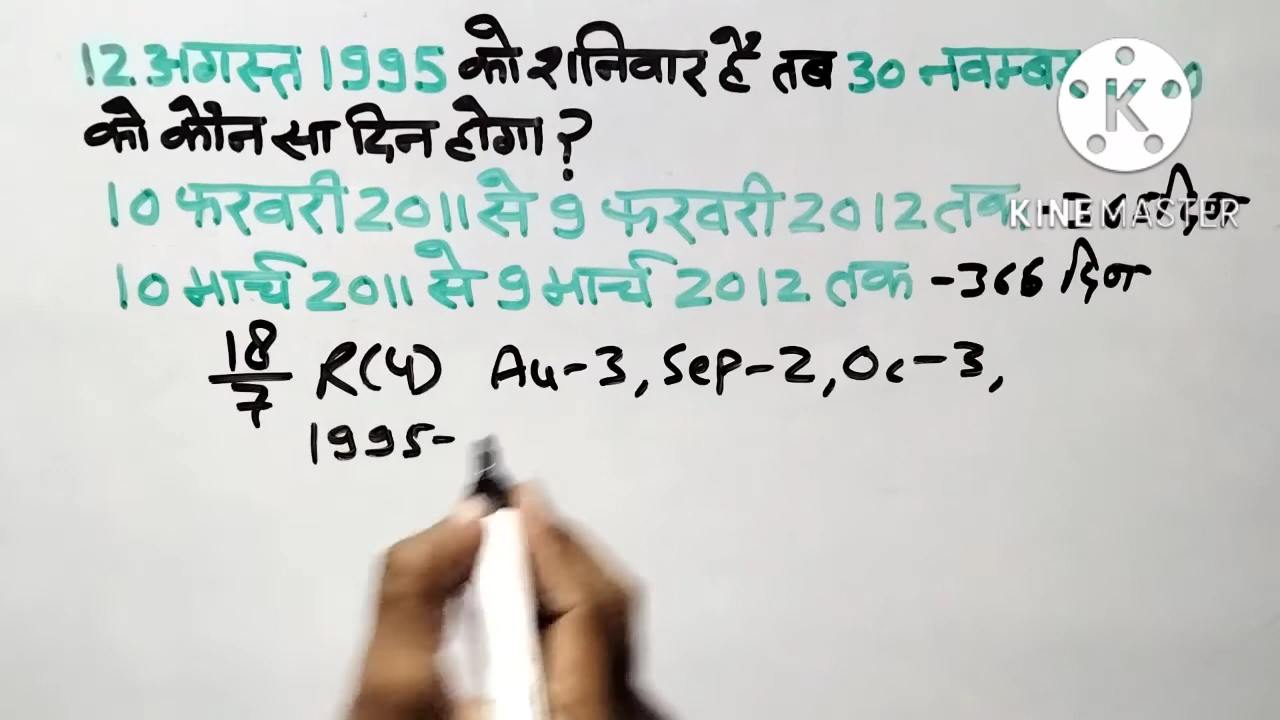 12 अगस्त 1995 को शनिवार हैं तब 30 नवम्बर
को कौन सा दिन होगा?
10 फरवरी 2011 से 9 फरवरी 2012 तक
10 मार्च 2011 से 9 मार्च 2012 तक -366 दिन
18/7 R(4) Au-3, Sep-2, Oc-3,
1995-
K
KINEMASTER